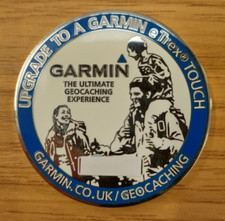 UPGRADE TO A GARMIN eTrex® TOUCH
GARMIN
THE ULTIMATE
GEOCACHING
EXPERIENCE
GARMIN.CO.UK/GEOCACHING